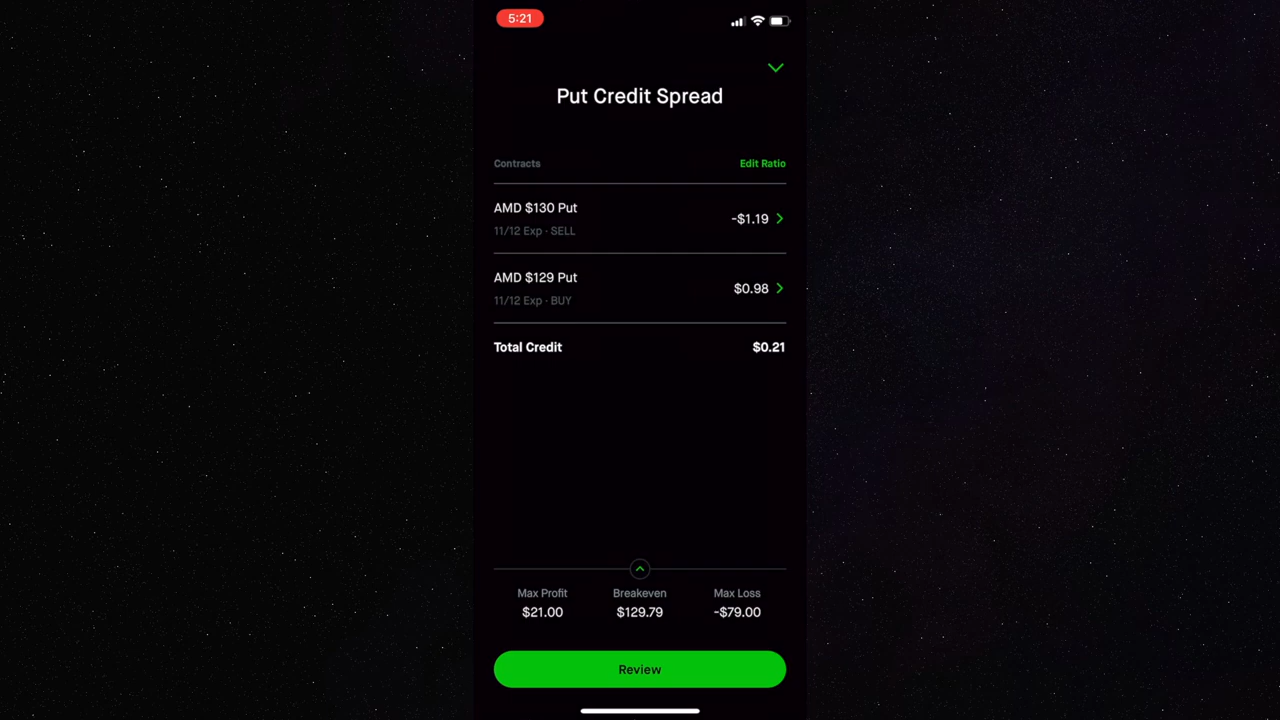 5:21
Put Credit Spread
Contracts Edit Ratio
AMD $130 Put
-$1.19
11/12 Exp · SELL
AMD $129 Put
$0.98
11/12 Exp · BUY
Total Credit $0.21
Max Profit Breakeven Max Loss
$21.00 $129.79 -$79.00
Review